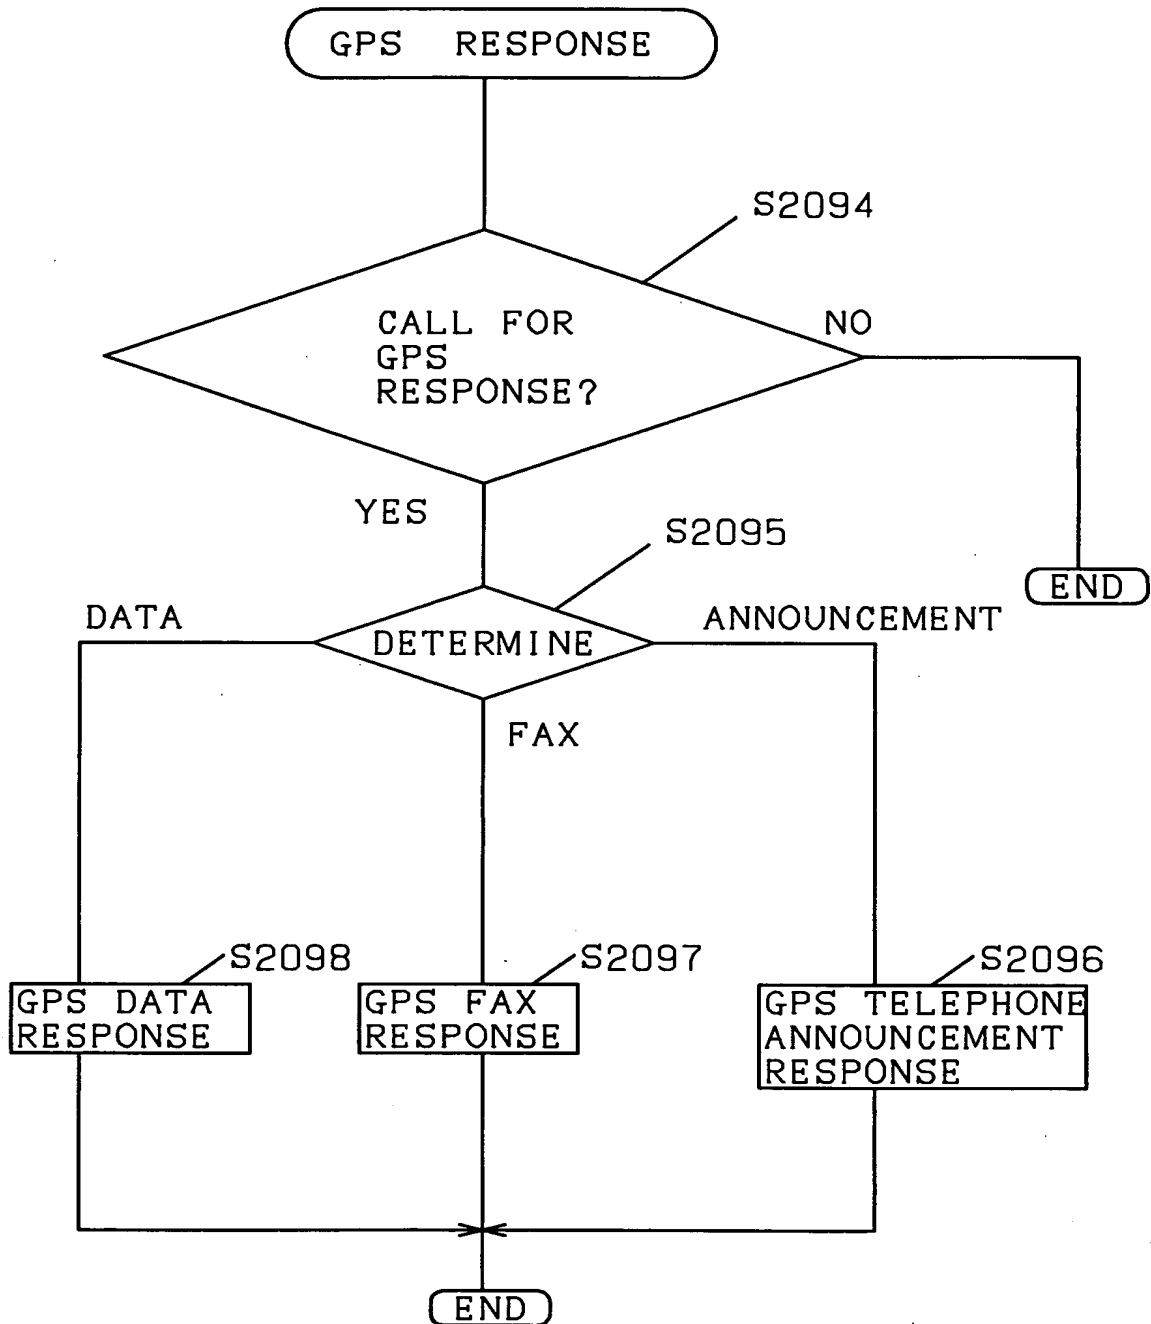 GPS RESPONSE
S2094
CALL FOR
GPS
RESPONSE?
NO
YES
S2095
END
DATA
DETERMINE
ANNOUNCEMENT
FAX
S2098
GPS DATA
RESPONSE
S2097
GPS FAX
RESPONSE
S2096
GPS TELEPHONE
ANNOUNCEMENT
RESPONSE
END